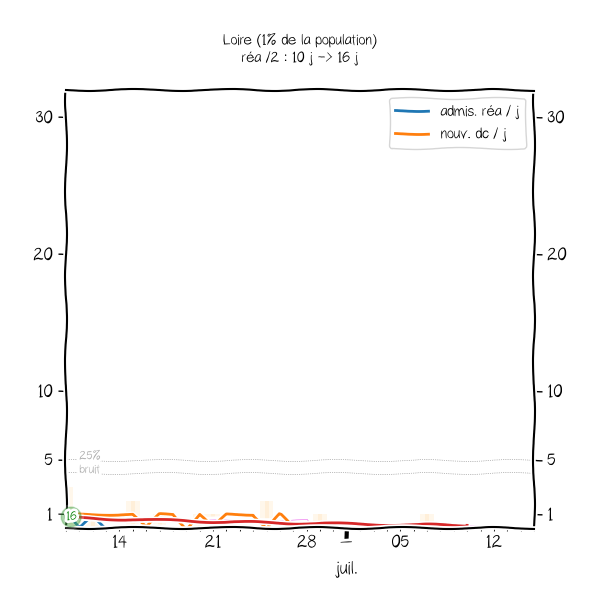 Loire (1% de la population)
réa /2 : 10 j -> 16 j
admis. réa / j
nouv. dc / j
30 30
20 20
10 10
5 25% 5
bruit
1 16 1
14 21 28 05 12
juil.